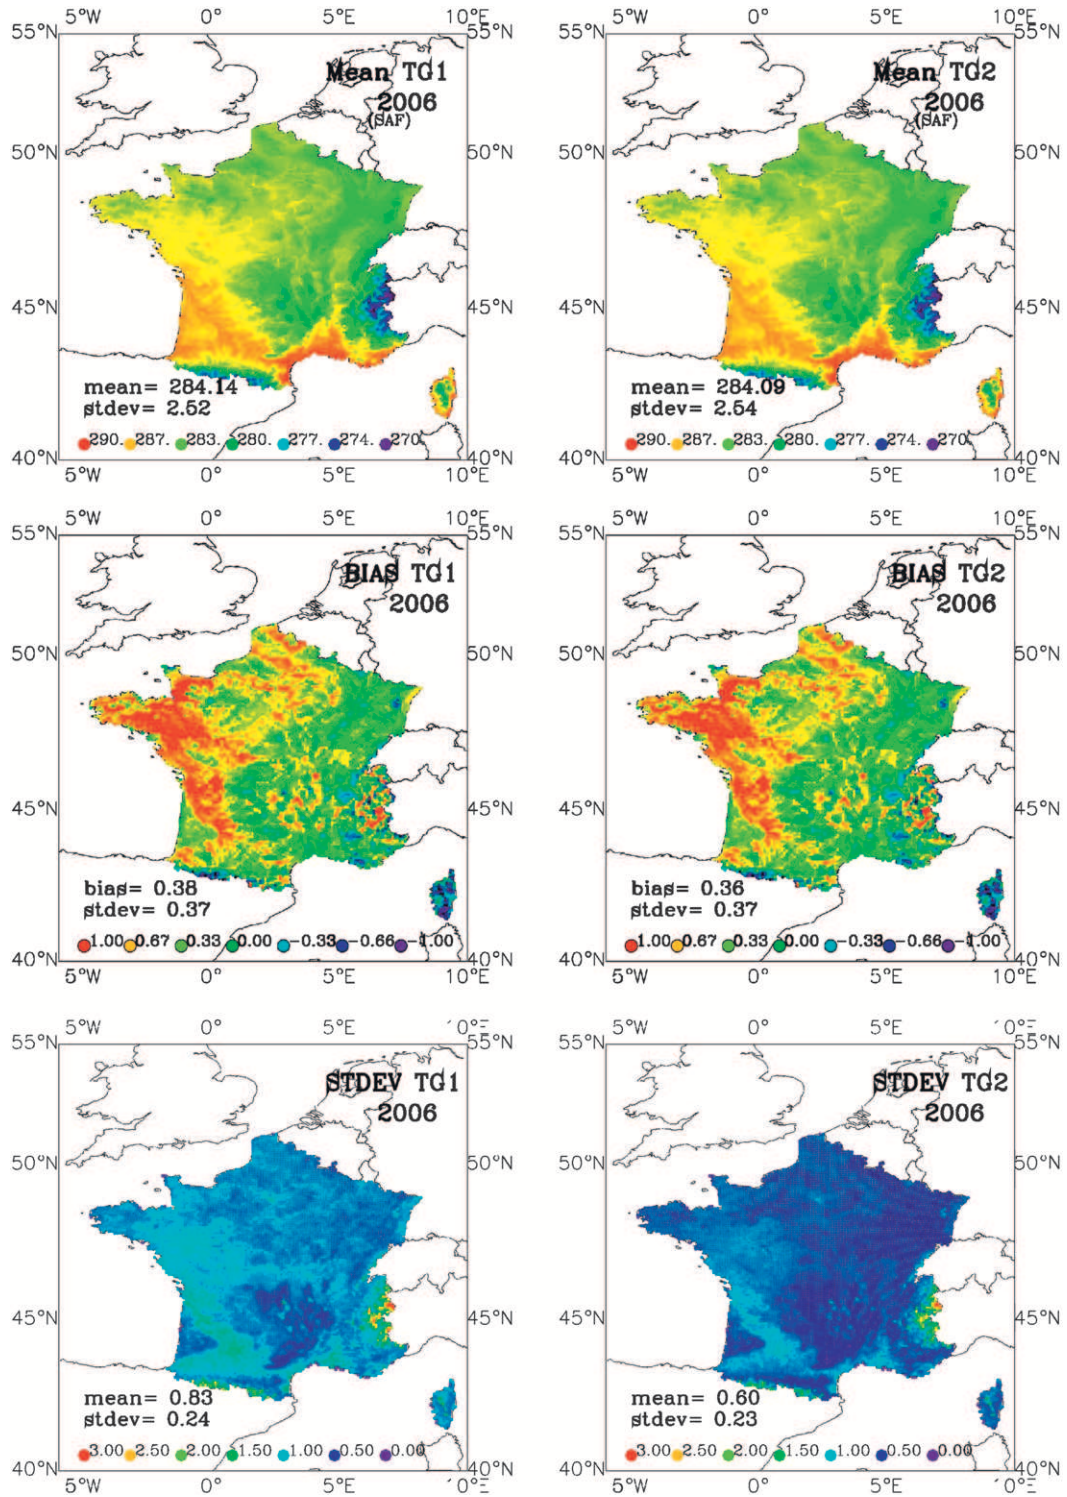 5°W 0° 5°E 10°E
55°N 55°N
Mean TG1
2006
(SAF)
50°N 50°N
45°N 45°N
mean= 284.14
stdev= 2.52
290. 287. 283. 280. 277. 274. 270.
40°N 40°N
5°W 0° 5°E 10°E
5°W 0° 5°E 10°E
55°N 55°N
Mean TG2
2006
(SAF)
50°N 50°N
45°N 45°N
mean= 284.09
stdev= 2.54
290. 287. 283. 280. 277. 274. 270.
40°N 40°N
5°W 0° 5°E 10°E
5°W 0° 5°E 10°E
55°N 55°N
BIAS TG1
2006
50°N 50°N
45°N 45°N
bias= 0.38
stdev= 0.37
1.00 0.67 0.33 0.00 -0.33 -0.66 -1.00
40°N 40°N
5°W 0° 5°E 10°E
5°W 0° 5°E 10°E
55°N 55°N
BIAS TG2
2006
50°N 50°N
45°N 45°N
bias= 0.36
stdev= 0.37
1.00 0.67 0.33 0.00 -0.33 -0.66 -1.00
40°N 40°N
5°W 0° 5°E 10°E
5°W 0° 5°E 10°E
55°N 55°N
STDEV TG1
2006
50°N 50°N
45°N 45°N
mean= 0.83
stdev= 0.24
3.00 2.50 2.00 1.50 1.00 0.50 0.00
40°N 40°N
5°W 0° 5°E 10°E
5°W 0° 5°E 10°E
55°N 55°N
STDEV TG2
2006
50°N 50°N
45°N 45°N
mean= 0.60
stdev= 0.23
3.00 2.50 2.00 1.50 1.00 0.50 0.00
40°N 40°N
5°W 0° 5°E 10°E